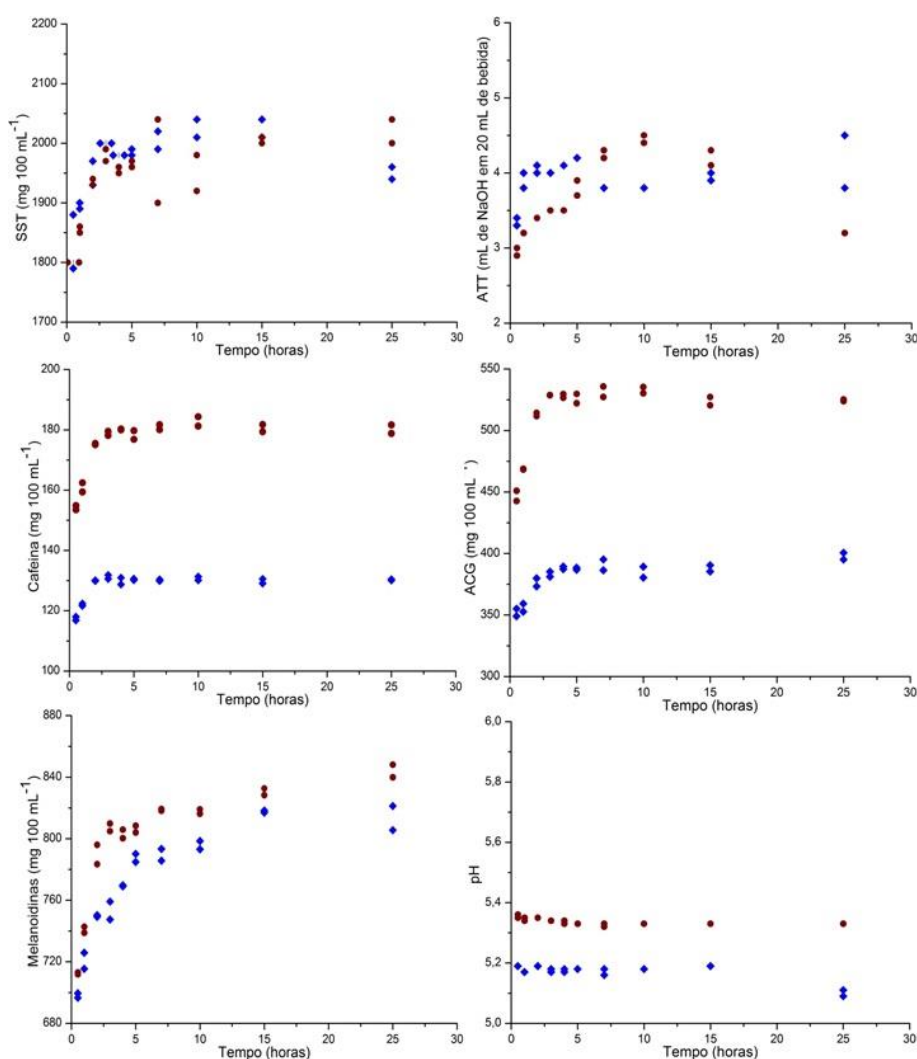 SST (mg 100 mL⁻¹)
2200
2100
2000
1900
1800
1700
0 5 10 15 20 25 30
Tempo (horas)
ATT (mL de NaOH em 20 mL de bebida)
6
5
4
3
2
0 5 10 15 20 25 30
Tempo (horas)
Cafeina (mg 100 mL⁻¹)
200
180
160
140
120
100
0 5 10 15 20 25 30
Tempo (horas)
ACG (mg 100 mL )
550
500
450
400
350
300
0 5 10 15 20 25 30
Tempo (horas)
Melanoidinas (mg 100 mL⁻¹)
880
840
800
760
720
680
0 5 10 15 20 25 30
Tempo (horas)
pH
6,0
5,8
5,6
5,4
5,2
5,0
0 5 10 15 20 25 30
Tempo (horas)